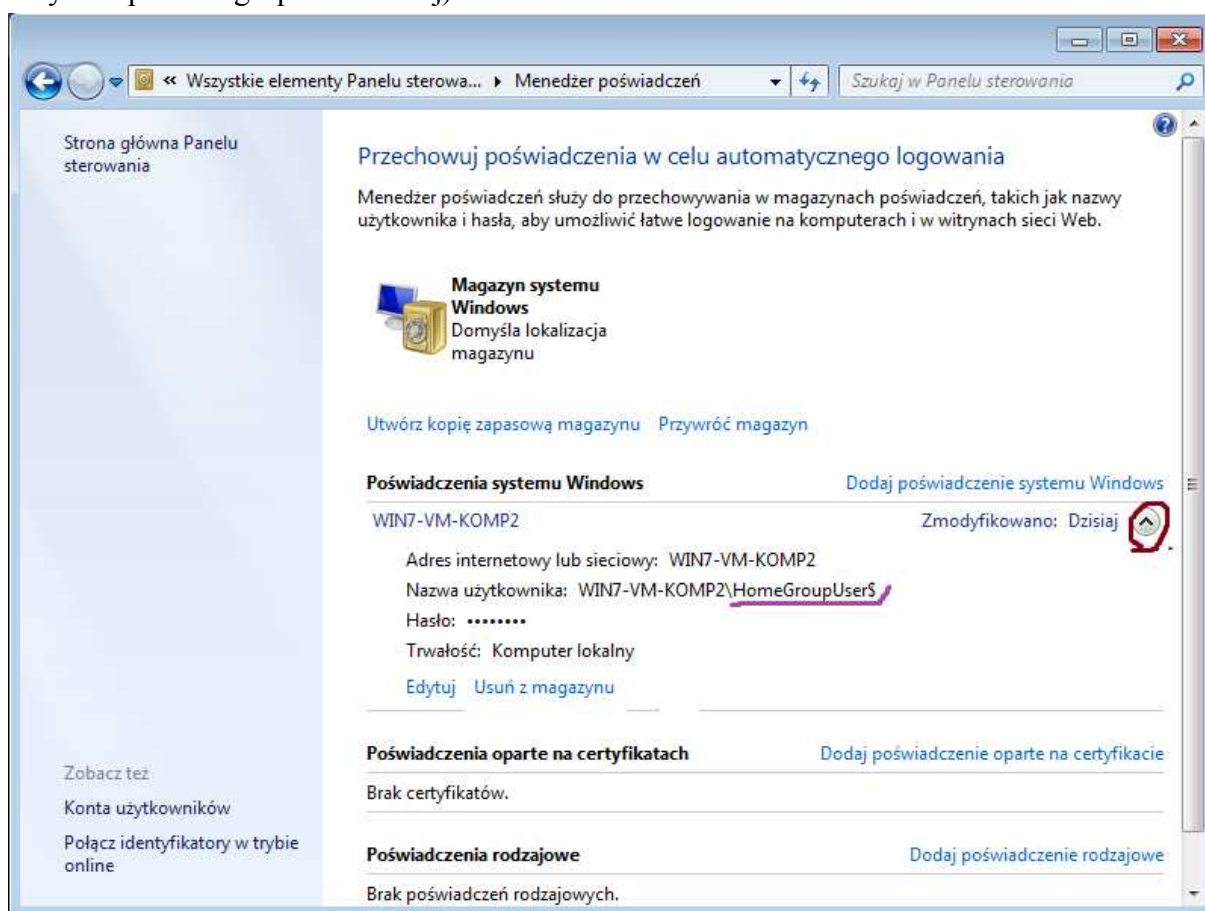 « Wszystkie elementy Panelu sterowa... ▸ Menedżer poświadczeń
Szukaj w Panelu sterowania
Strona główna Panelu
sterowania
Przechowuj poświadczenia w celu automatycznego logowania
Menedżer poświadczeń służy do przechowywania w magazynach poświadczeń, takich jak nazwy
użytkownika i hasła, aby umożliwić łatwe logowanie na komputerach i w witrynach sieci Web.
Magazyn systemu
Windows
Domyśla lokalizacja
magazynu
Utwórz kopię zapasową magazynu Przywróć magazyn
Poświadczenia systemu Windows Dodaj poświadczenie systemu Windows
WIN7-VM-KOMP2 Zmodyfikowano: Dzisiaj
Adres internetowy lub sieciowy: WIN7-VM-KOMP2
Nazwa użytkownika: WIN7-VM-KOMP2\HomeGroupUser$
Hasło: ••••••••
Trwałość: Komputer lokalny
Edytuj Usuń z magazynu
Poświadczenia oparte na certyfikatach Dodaj poświadczenie oparte na certyfikacie
Brak certyfikatów.
Poświadczenia rodzajowe Dodaj poświadczenie rodzajowe
Brak poświadczeń rodzajowych.
Zobacz też
Konta użytkowników
Połącz identyfikatory w trybie
online